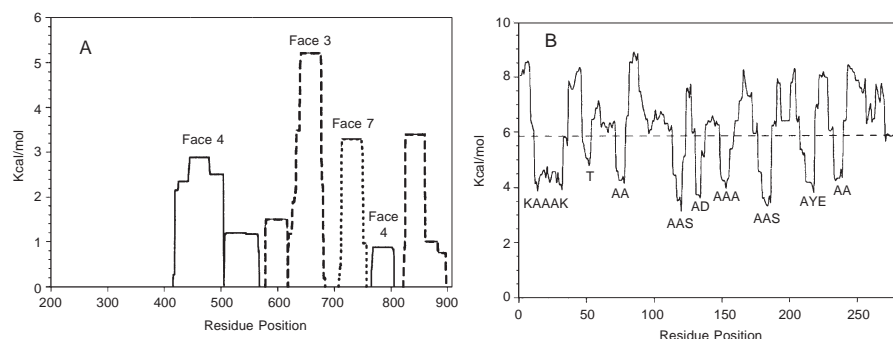 A
Kcal/mol
6
5
4
3
2
1
0
Face 4
Face 3
Face 7
Face
4
200 300 400 500 600 700 800 900
Residue Position
B
Kcal/mol
10
8
6
4
2
0
KAAAK
T
AA
AAS
AD
AAA
AAS
AYE
AA
0 50 100 150 200 250
Residue Position